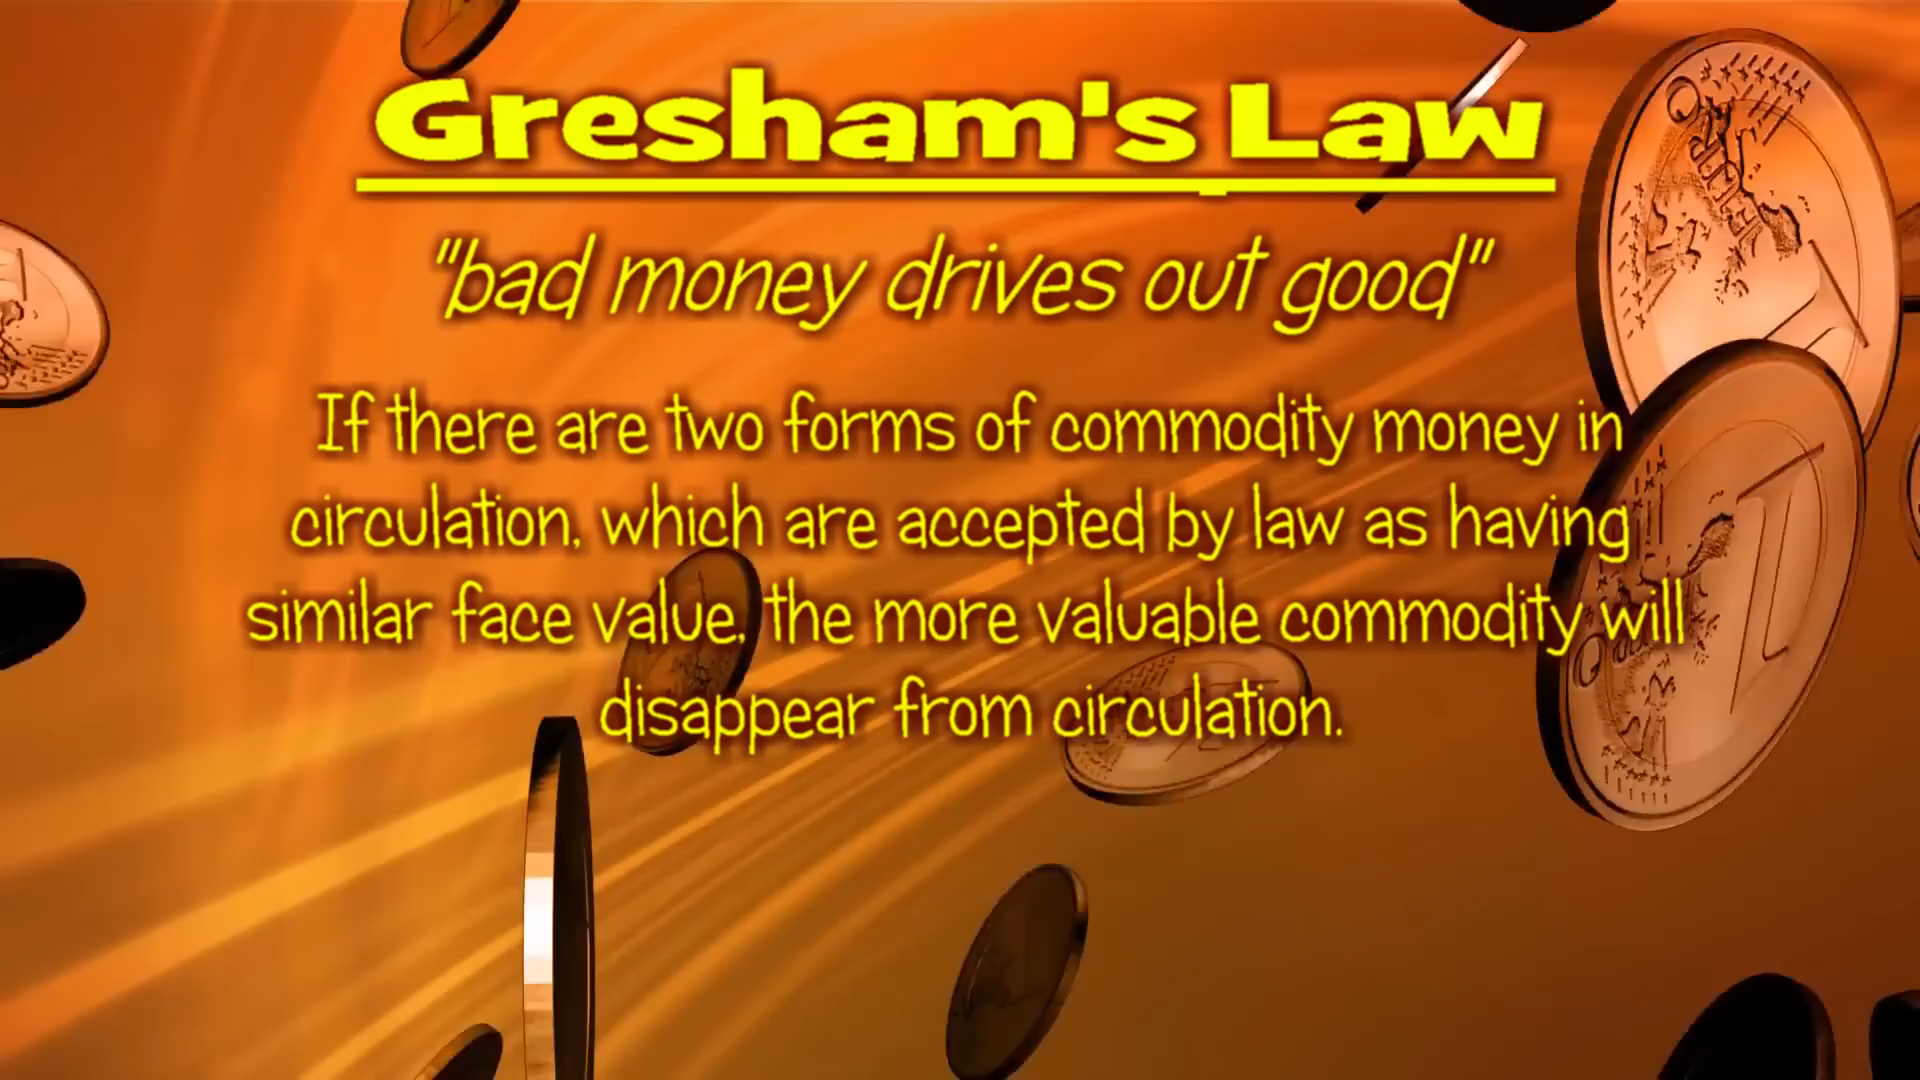 Gresham's Law
"bad money drives out good"
If there are two forms of commodity money in
circulation, which are accepted by law as having
similar face value, the more valuable commodity will
disappear from circulation.